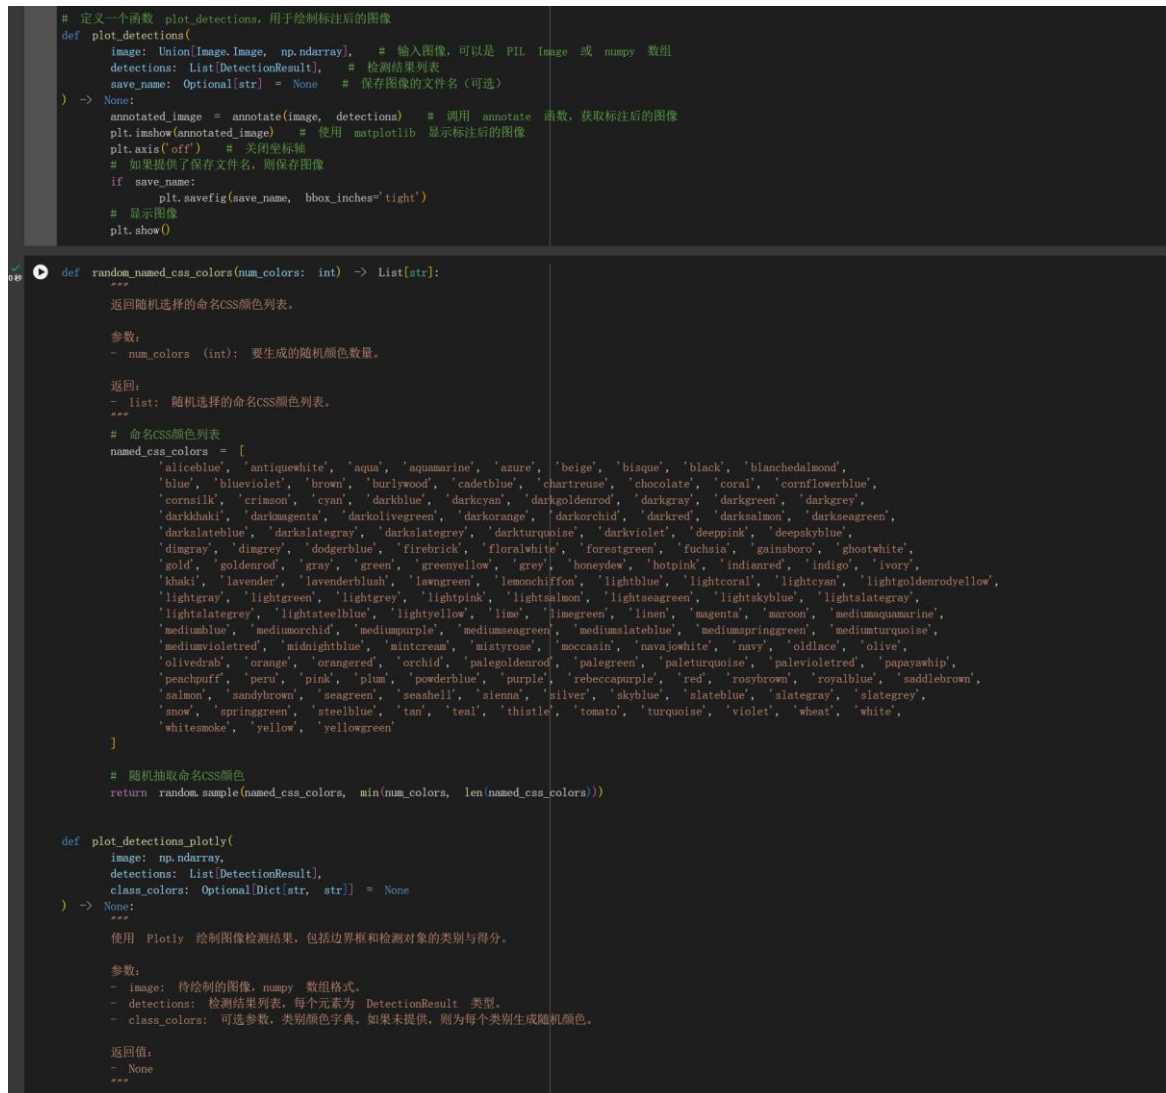 # 定义一个函数 plot_detections，用于绘制标注后的图像
def plot_detections(
    image: Union[Image.Image, np.ndarray],  # 输入图像，可以是 PIL Image 或 numpy 数组
    detections: List[DetectionResult],  # 检测结果列表
    save_name: Optional[str] = None  # 保存图像的文件名（可选）
) -> None:
    annotated_image = annotate(image, detections)  # 调用 annotate 函数，获取标注后的图像
    plt.imshow(annotated_image)  # 使用 matplotlib 显示标注后的图像
    plt.axis('off')  # 关闭坐标轴
    # 如果提供了保存文件名，则保存图像
    if save_name:
        plt.savefig(save_name, bbox_inches='tight')
    # 显示图像
    plt.show()
0秒
def random_named_css_colors(num_colors: int) -> List[str]:
    """
    返回随机选择的命名CSS颜色列表。
    参数：
    - num_colors (int): 要生成的随机颜色数量。
    返回：
    - list: 随机选择的命名CSS颜色列表。
    """
    # 命名CSS颜色列表
    named_css_colors = [
        'aliceblue', 'antiquewhite', 'aqua', 'aquamarine', 'azure', 'beige', 'bisque', 'black', 'blanchedalmond',
        'blue', 'blueviolet', 'brown', 'burlywood', 'cadetblue', 'chartreuse', 'chocolate', 'coral', 'cornflowerblue',
        'cornsilk', 'crimson', 'cyan', 'darkblue', 'darkcyan', 'darkgoldenrod', 'darkgray', 'darkgreen', 'darkgrey',
        'darkkhaki', 'darkmagenta', 'darkolivegreen', 'darkorange', 'darkorchid', 'darkred', 'darksalmon', 'darkseagreen',
        'darkslateblue', 'darkslategray', 'darkslategrey', 'darkturquoise', 'darkviolet', 'deeppink', 'deepskyblue',
        'dimgray', 'dimgrey', 'dodgerblue', 'firebrick', 'floralwhite', 'forestgreen', 'fuchsia', 'gainsboro', 'ghostwhite',
        'gold', 'goldenrod', 'gray', 'green', 'greenyellow', 'grey', 'honeydew', 'hotpink', 'indianred', 'indigo', 'ivory',
        'khaki', 'lavender', 'lavenderblush', 'lawngreen', 'lemonchiffon', 'lightblue', 'lightcoral', 'lightcyan', 'lightgoldenrodyellow',
        'lightgray', 'lightgreen', 'lightgrey', 'lightpink', 'lightsalmon', 'lightseagreen', 'lightskyblue', 'lightslategray',
        'lightslategrey', 'lightsteelblue', 'lightyellow', 'lime', 'limegreen', 'linen', 'magenta', 'maroon', 'mediumaquamarine',
        'mediumblue', 'mediumorchid', 'mediumpurple', 'mediumseagreen', 'mediumslateblue', 'mediumspringgreen', 'mediumturquoise',
        'mediumvioletred', 'midnightblue', 'mintcream', 'mistyrose', 'moccasin', 'navajowhite', 'navy', 'oldlace', 'olive',
        'olivedrab', 'orange', 'orangered', 'orchid', 'palegoldenrod', 'palegreen', 'paleturquoise', 'palevioletred', 'papayawhip',
        'peachpuff', 'peru', 'pink', 'plum', 'powderblue', 'purple', 'rebeccapurple', 'red', 'rosybrown', 'royalblue', 'saddlebrown',
        'salmon', 'sandybrown', 'seagreen', 'seashell', 'sienna', 'silver', 'skyblue', 'slateblue', 'slategray', 'slategrey',
        'snow', 'springgreen', 'steelblue', 'tan', 'teal', 'thistle', 'tomato', 'turquoise', 'violet', 'wheat', 'white',
        'whitesmoke', 'yellow', 'yellowgreen'
    ]
    # 随机抽取命名CSS颜色
    return random.sample(named_css_colors, min(num_colors, len(named_css_colors)))
def plot_detections_plotly(
    image: np.ndarray,
    detections: List[DetectionResult],
    class_colors: Optional[Dict[str, str]] = None
) -> None:
    """
    使用 Plotly 绘制图像检测结果，包括边界框和检测对象的类别与得分。
    参数：
    - image: 待绘制的图像，numpy 数组格式。
    - detections: 检测结果列表，每个元素为 DetectionResult 类型。
    - class_colors: 可选参数，类别颜色字典。如果未提供，则为每个类别生成随机颜色。
    返回值：
    - None
    """